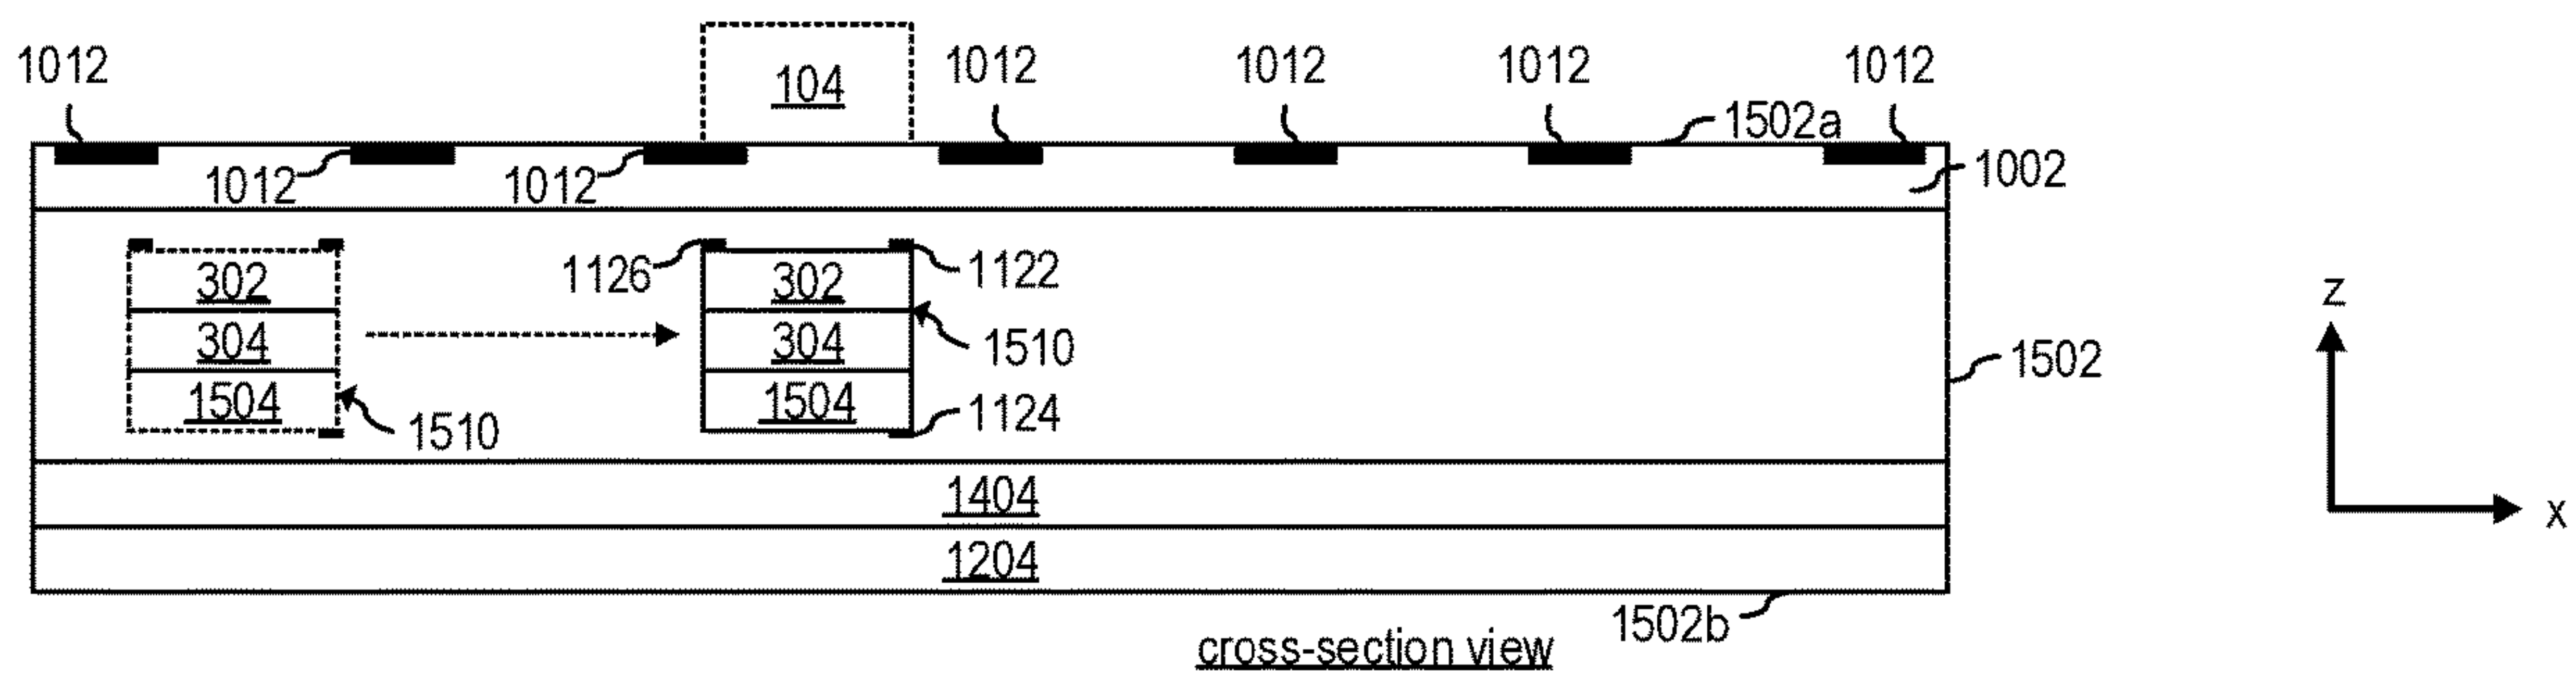 1012 104 1012 1012 1012 1012
1502a
1012 1012 1002
1126 302 302 1122
304 304 1510 1502
1504 1510 1504 1124
1404
1204
1502b
cross-section view
z
x